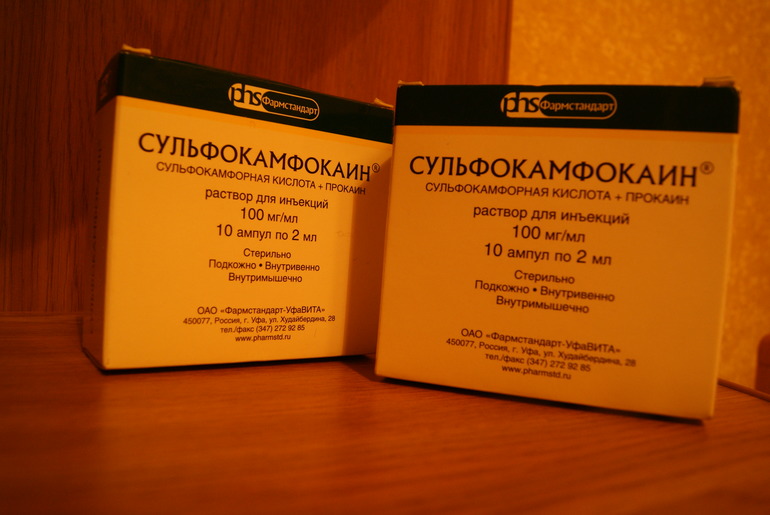 phs Фармстандарт
СУЛЬФОКАМФОКАИН®
СУЛЬФОКАМФОРНАЯ КИСЛОТА + ПРОКАИН
раствор для инъекций
100 мг/мл
10 ампул по 2 мл
Стерильно
Подкожно • Внутривенно
Внутримышечно
ОАО «Фармстандарт-УфаВИТА»
450077, Россия, г. Уфа, ул. Худайбердина, 28
тел./факс (347) 272 92 85
www.pharmstd.ru
phs Фармстандарт
СУЛЬФОКАМФОКАИН®
СУЛЬФОКАМФОРНАЯ КИСЛОТА + ПРОКАИН
раствор для инъекций
100 мг/мл
10 ампул по 2 мл
Стерильно
Подкожно • Внутривенно
Внутримышечно
ОАО «Фармстандарт-УфаВИТА»
450077, Россия, г. Уфа, ул. Худайбердина, 28
тел./факс (347) 272 92 85
www.pharmstd.ru